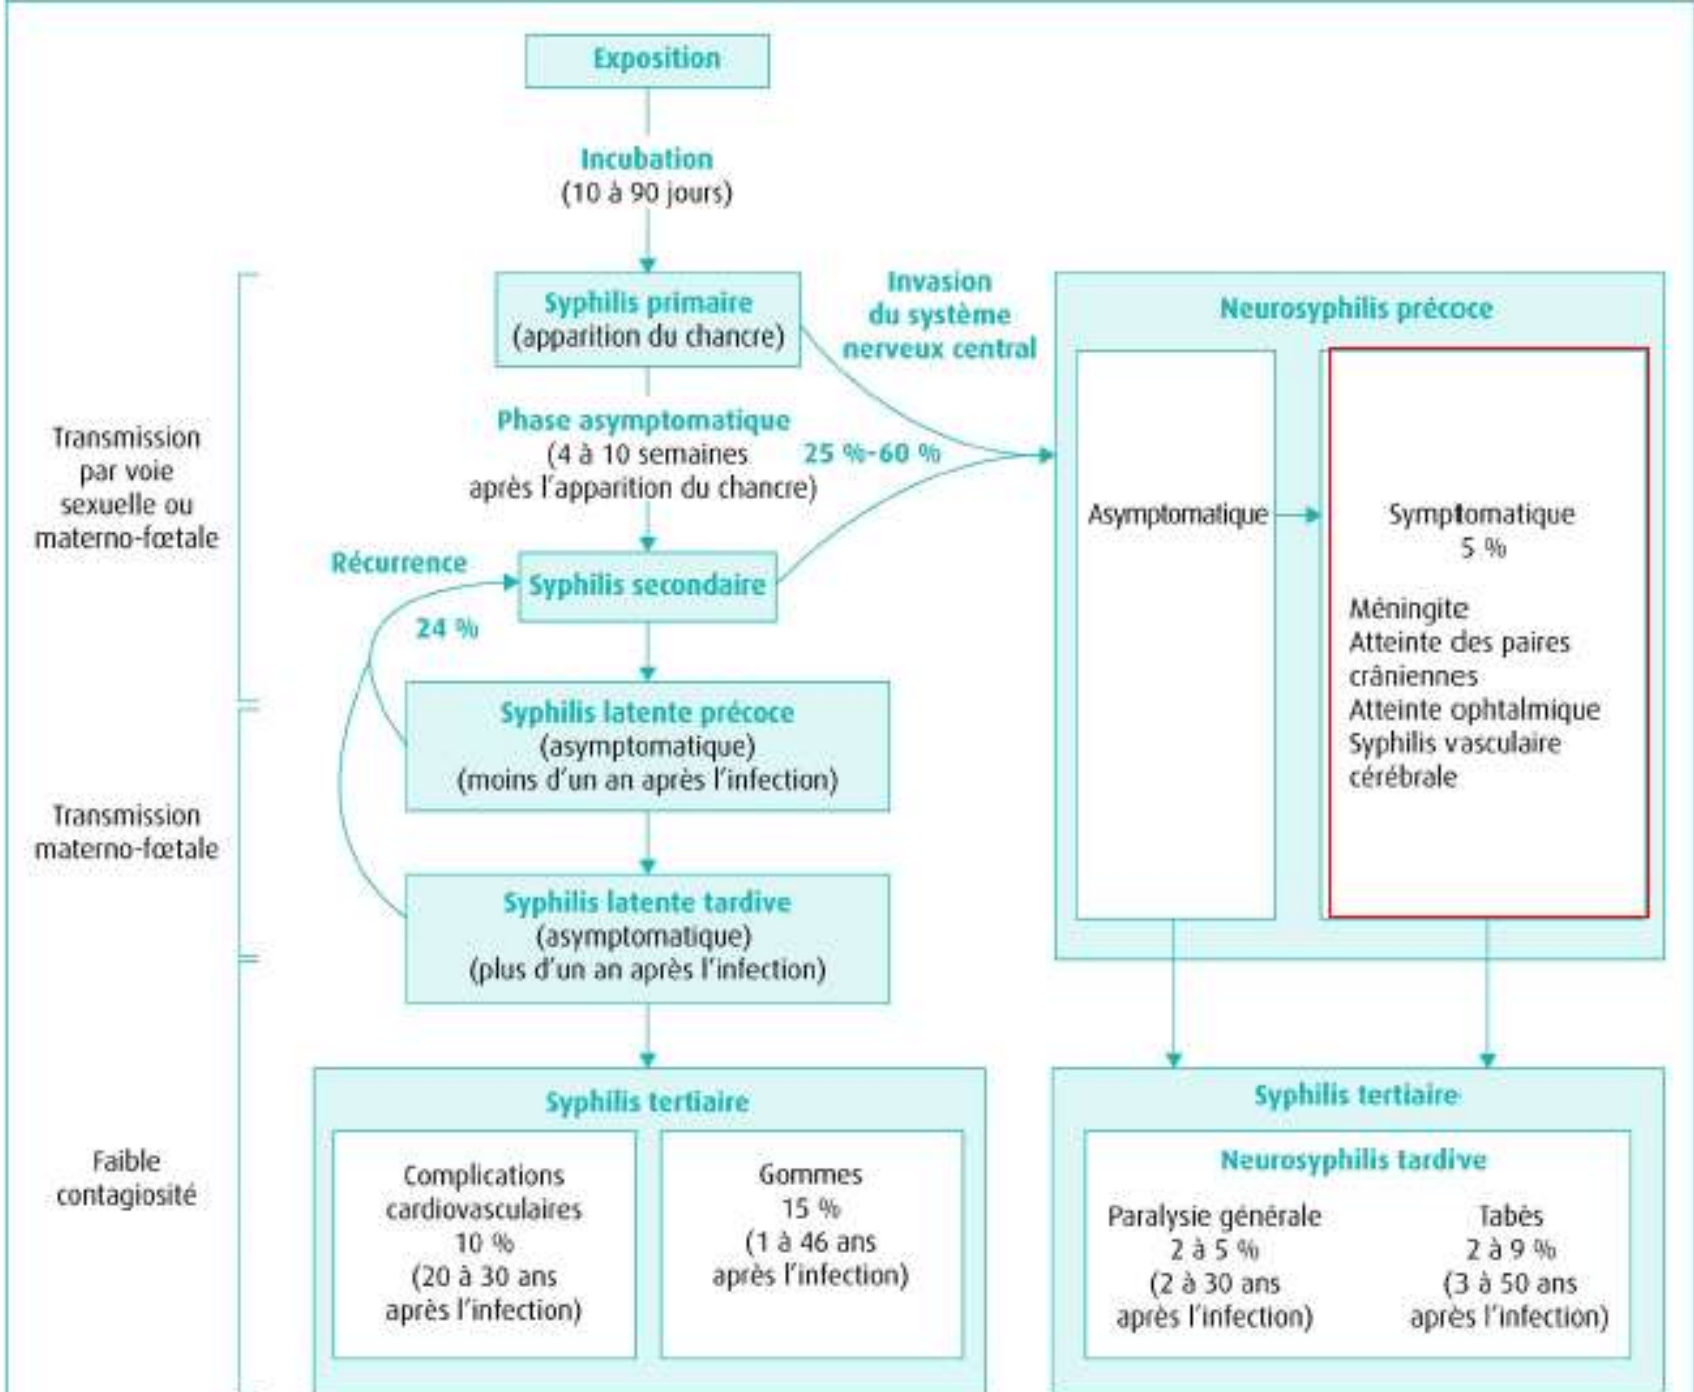 Exposition
Incubation
(10 à 90 jours)
Syphilis primaire
(apparition du chancre)
Invasion
du système
nerveux central
Phase asymptomatique
(4 à 10 semaines
après l'apparition du chancre)
25 %-60 %
Transmission
par voie
sexuelle ou
materno-fœtale
Récurrence
24 %
Syphilis secondaire
Syphilis latente précoce
(asymptomatique)
(moins d'un an après l'infection)
Transmission
materno-fœtale
Syphilis latente tardive
(asymptomatique)
(plus d'un an après l'infection)
Neurosyphilis précoce
Asymptomatique
Symptomatique
5 %
Méningite
Atteinte des paires
crâniennes
Atteinte ophtalmique
Syphilis vasculaire
cérébrale
Faible
contagiosité
Syphilis tertiaire
Complications
cardiovasculaires
10 %
(20 à 30 ans
après l'infection)
Gommes
15 %
(1 à 46 ans
après l'infection)
Syphilis tertiaire
Neurosyphilis tardive
Paralysie générale
2 à 5 %
(2 à 30 ans
après l'infection)
Tabès
2 à 9 %
(3 à 50 ans
après l'infection)